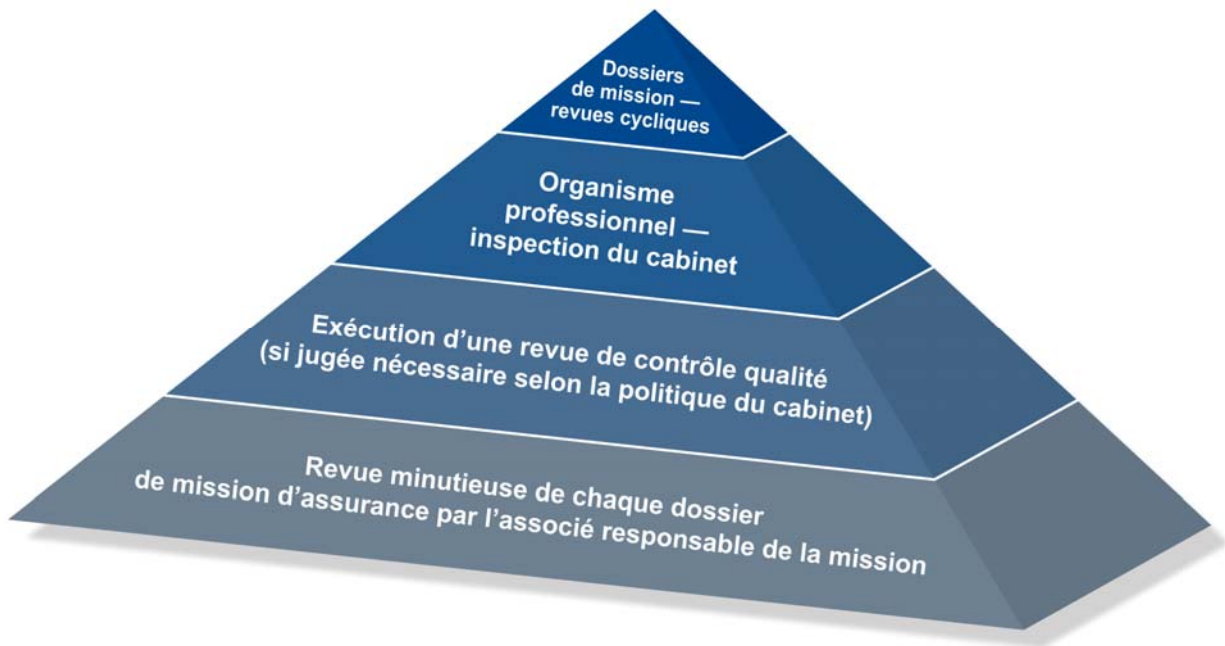 Dossiers
de mission —
revues cycliques
Organisme
professionnel —
inspection du cabinet
Exécution d’une revue de contrôle qualité
(si jugée nécessaire selon la politique du cabinet)
Revue minutieuse de chaque dossier
de mission d’assurance par l’associé responsable de la mission